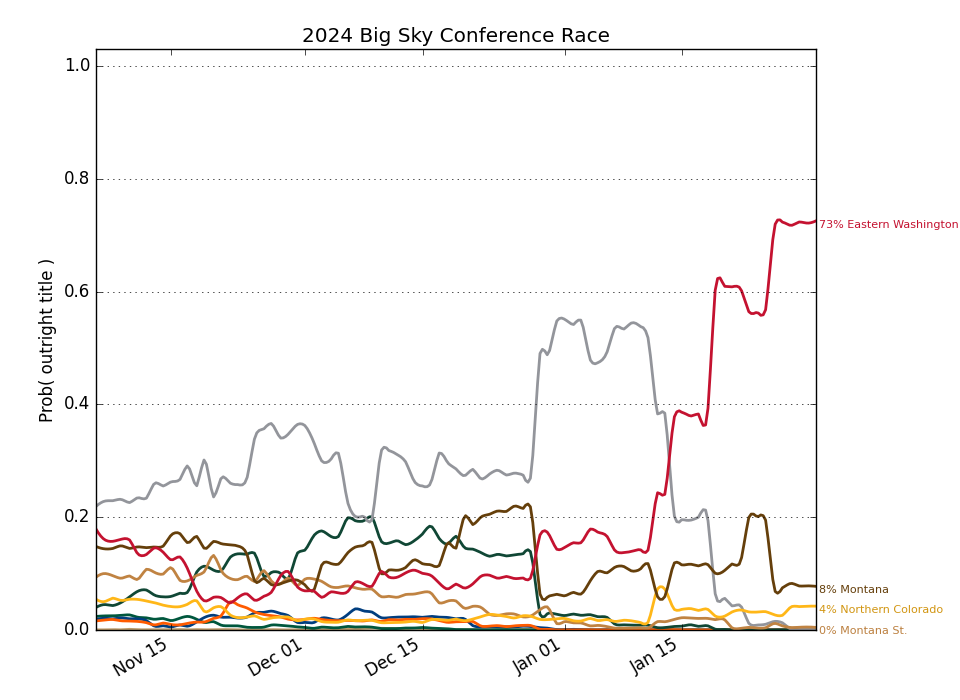 2024 Big Sky Conference Race
Prob( outright title )
1.0
0.8
0.6
0.4
0.2
0.0
Nov 15
Dec 01
Dec 15
Jan 01
Jan 15
73% Eastern Washington
8% Montana
4% Northern Colorado
0% Montana St.